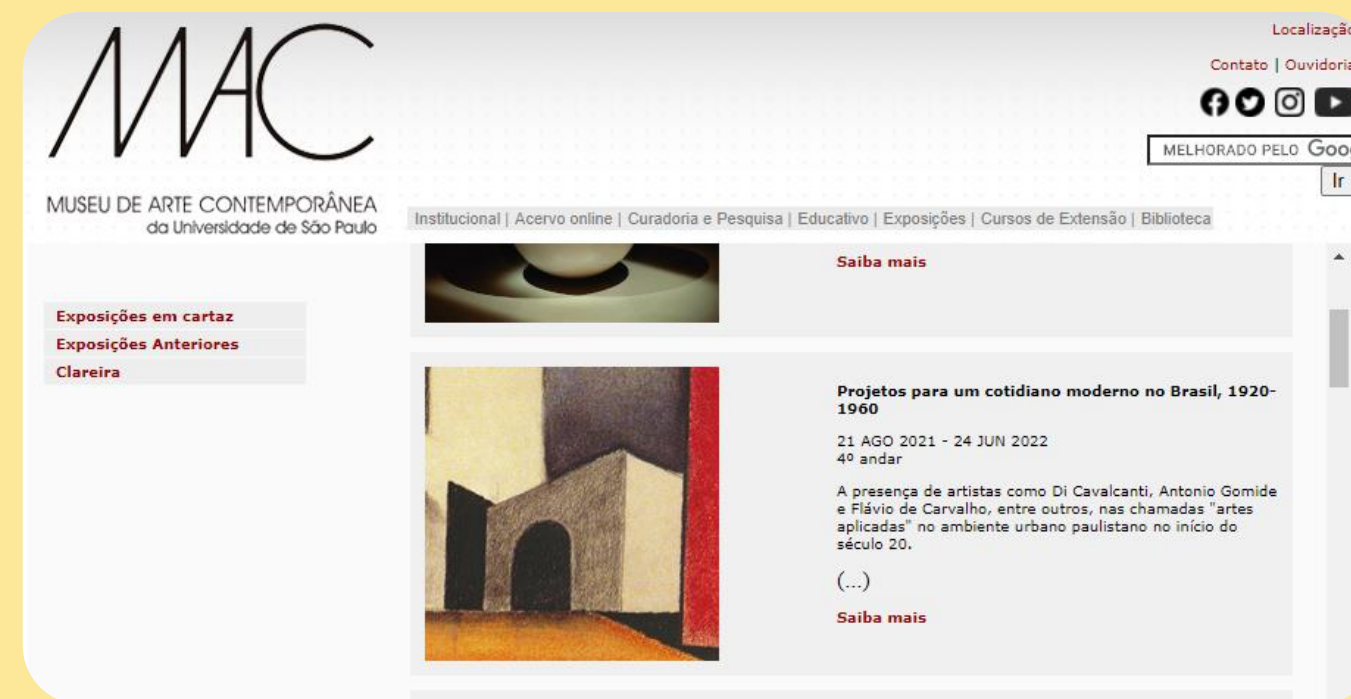 MAC
MUSEU DE ARTE CONTEMPORÂNEA
da Universidade de São Paulo
Localização
Contato | Ouvidoria
MELHORADO PELO
Ir
Institucional | Acervo online | Curadoria e Pesquisa | Educativo | Exposições | Cursos de Extensão | Biblioteca
Exposições em cartaz
Exposições Anteriores
Clareira
Saiba mais
Projetos para um cotidiano moderno no Brasil, 1920-
1960
21 AGO 2021 - 24 JUN 2022
4º andar
A presença de artistas como Di Cavalcanti, Antonio Gomide
e Flávio de Carvalho, entre outros, nas chamadas "artes
aplicadas" no ambiente urbano paulistano no início do
século 20.
(...)
Saiba mais